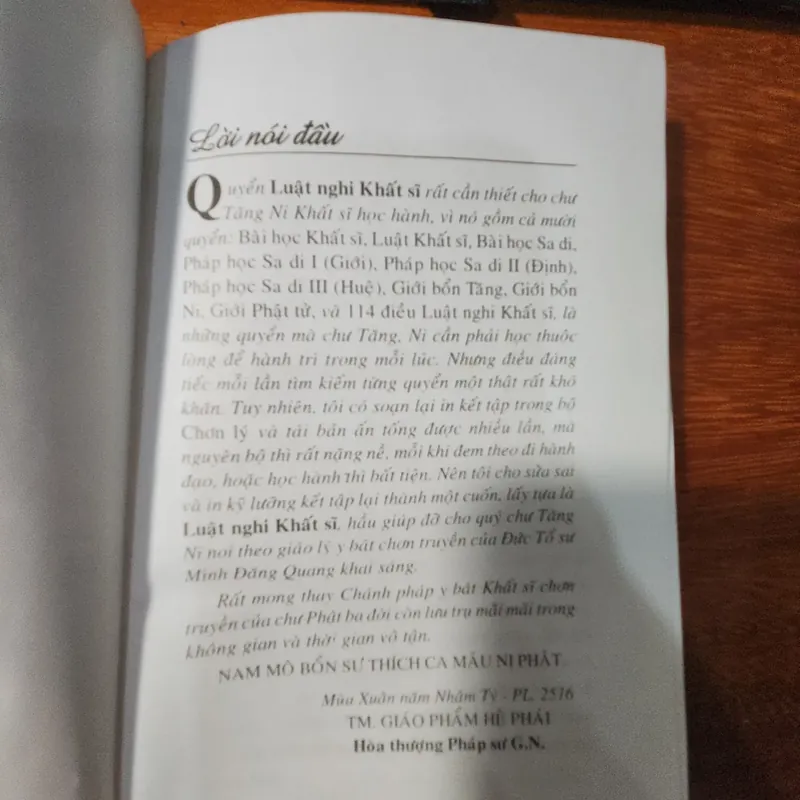 Lời nói đầu
Quyển Luật nghi Khất sĩ rất cần thiết cho chư
Tăng Ni Khất sĩ học hành, vì nó gồm cả mười
quyển: Bài học Khất sĩ, Luật Khất sĩ, Bài học Sa di,
Pháp học Sa di I (Giới), Pháp học Sa di II (Định),
Pháp học Sa di III (Huệ), Giới bổn Tăng, Giới bổn
Ni, Giới Phật tử, và 114 điều Luật nghi Khất sĩ, là
những quyển mà chư Tăng, Ni cần phải học thuộc
lòng để hành trì trong mỗi lúc. Nhưng điều đáng
tiếc mỗi lần tìm kiếm từng quyển một thật rất khó
khăn. Tuy nhiên, tôi có soạn lại in kết tập trong bộ
Chơn lý và tái bản ấn tống được nhiều lần, mà
nguyên bộ thì rất nặng nề, mỗi khi đem theo đi hành
đạo, hoặc học hành thì bất tiện. Nên tôi cho sửa sai
và in kỹ lưỡng kết tập lại thành một cuốn, lấy tựa là
Luật nghi Khất sĩ, hầu giúp đỡ cho quý chư Tăng
Ni noi theo giáo lý y bát chơn truyền của Đức Tổ sư
Minh Đăng Quang khai sáng.
Rất mong thay Chánh pháp y bát Khất sĩ chơn
truyền của chư Phật ba đời còn lưu trụ mãi mãi trong
không gian và thời gian vô tận.
NAM MÔ BỔN SƯ THÍCH CA MÂU NI PHẬT.
Mùa Xuân năm Nhâm Tý - PL. 2516
TM. GIÁO PHẨM HỆ PHÁI
Hòa thượng Pháp sư G.N.